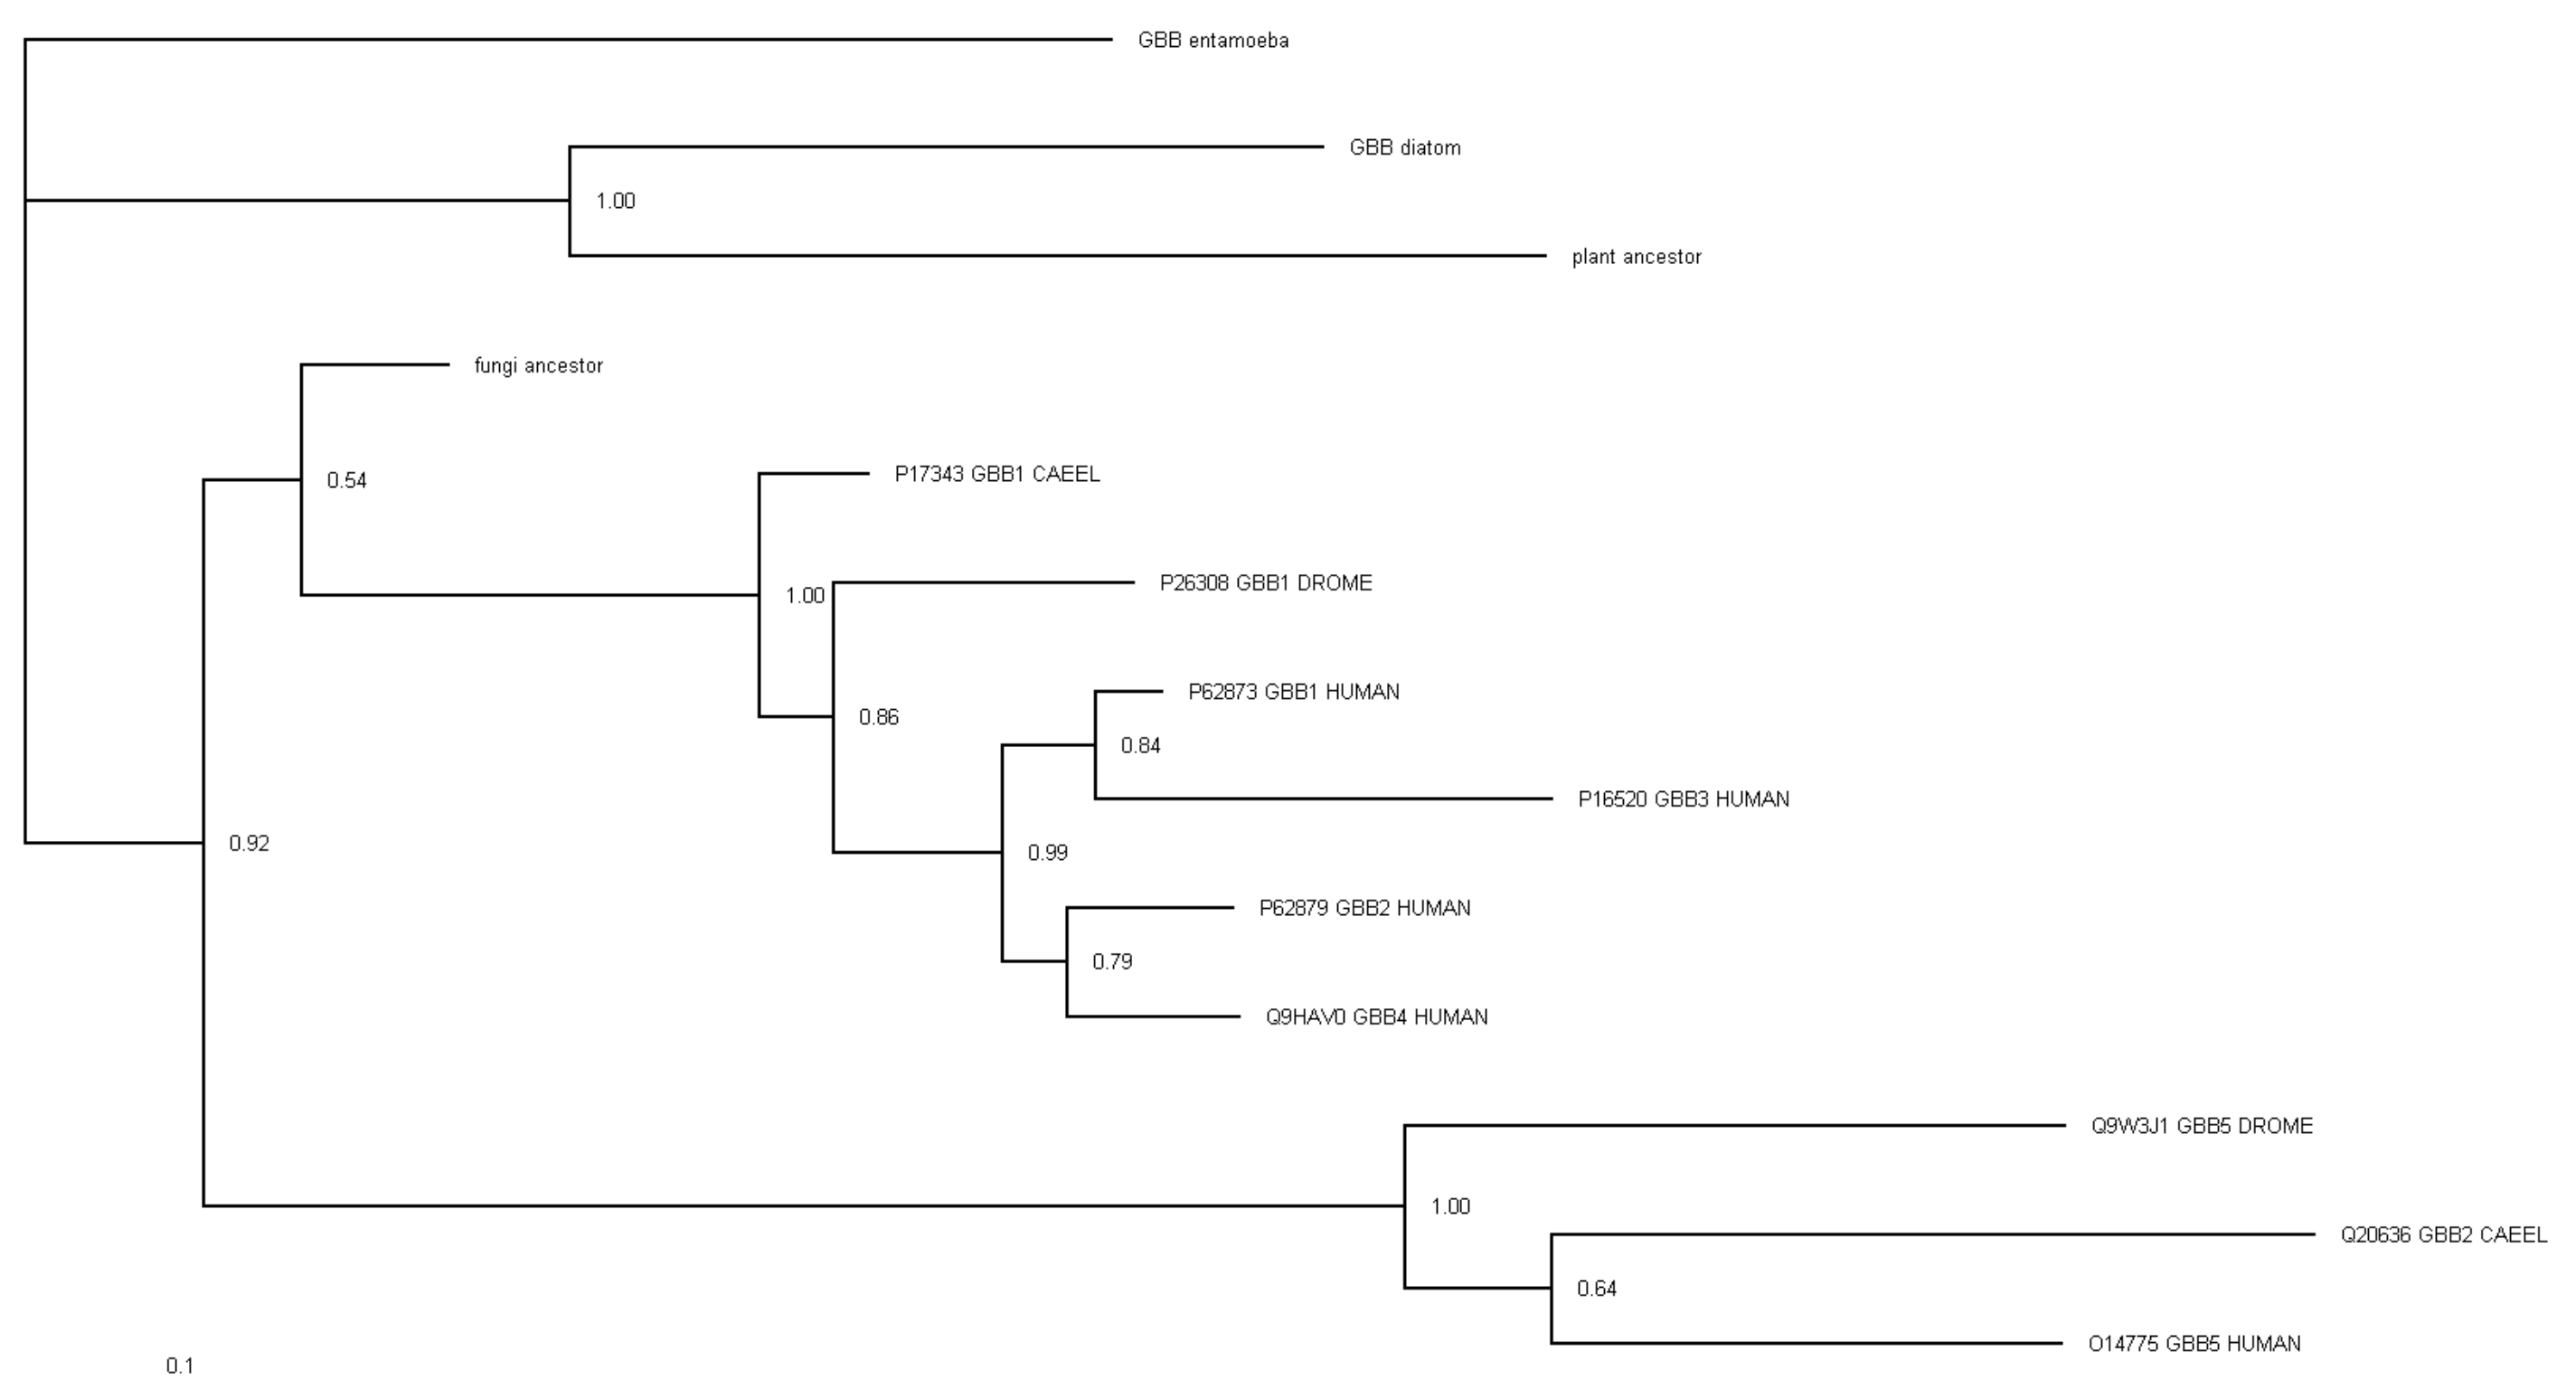 GBB entamoeba
GBB diatom
1.00
plant ancestor
fungi ancestor
0.54
P17343 GBB1 CAEEL
P26308 GBB1 DROME
1.00
P62873 GBB1 HUMAN
0.86
0.84
P16520 GBB3 HUMAN
0.92
0.99
P62879 GBB2 HUMAN
0.79
Q9HAV0 GBB4 HUMAN
Q9W3J1 GBB5 DROME
1.00
Q20636 GBB2 CAEEL
0.64
O14775 GBB5 HUMAN
0.1